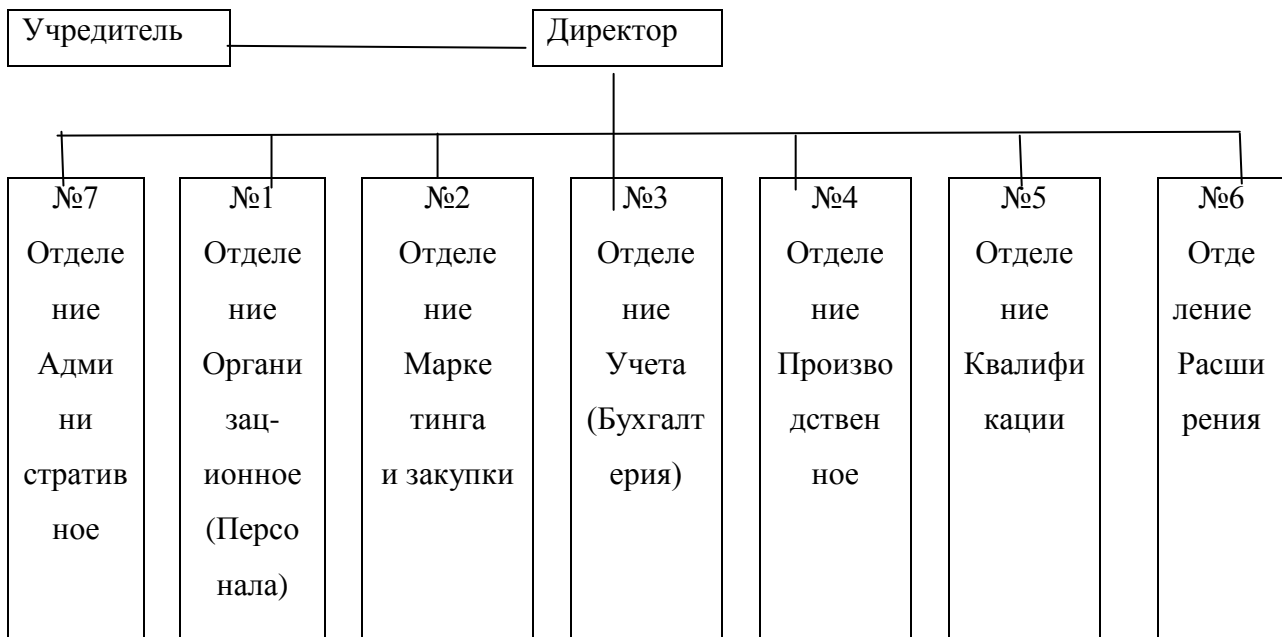 Учредитель
Директор
№7
Отделе
ние
Адми
ни
стратив
ное
№1
Отделе
ние
Органи
зац-
ионное
(Персо
нала)
№2
Отделе
ние
Марке
тинга
и закупки
№3
Отделе
ние
Учета
(Бухгалт
ерия)
№4
Отделе
ние
Произво
дствен
ное
№5
Отделе
ние
Квалифи
кации
№6
Отде
ление
Расши
рения